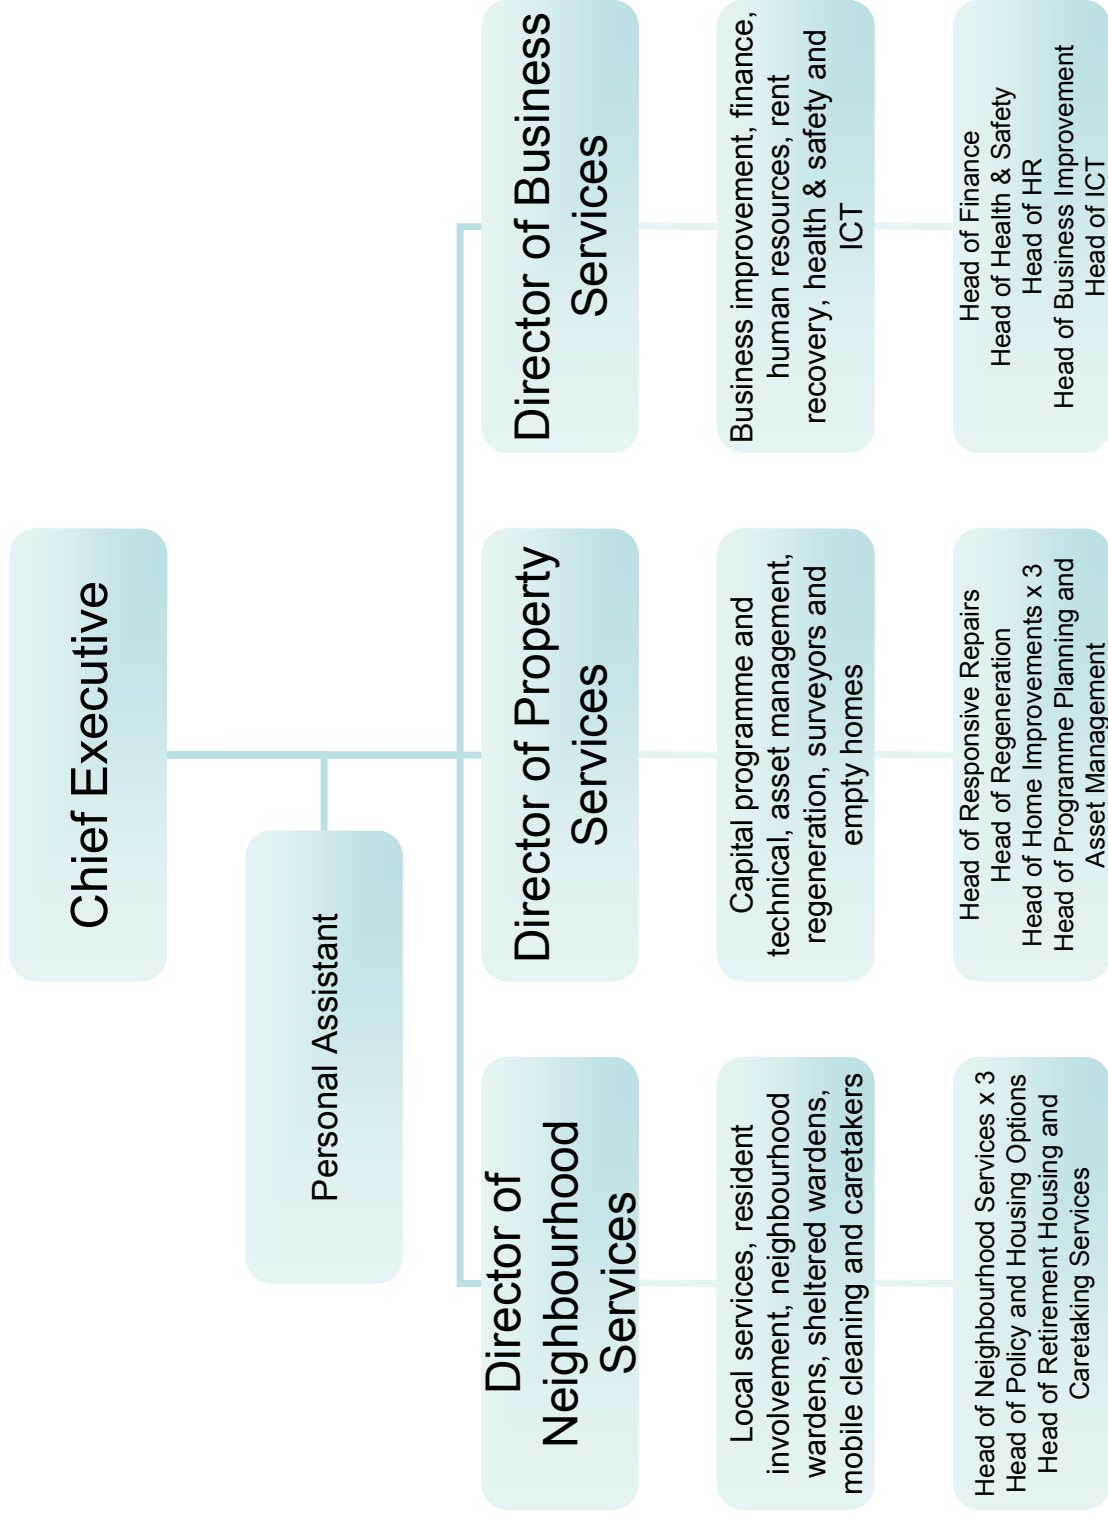 Chief Executive
Personal Assistant
Director of
Neighbourhood
Services
Director of Property
Services
Director of Business
Services
Local services, resident
involvement, neighbourhood
wardens, sheltered wardens,
mobile cleaning and caretakers
Capital programme and
technical, asset management,
regeneration, surveyors and
empty homes
Business improvement, finance,
human resources, rent
recovery, health & safety and
ICT
Head of Neighbourhood Services x 3
Head of Policy and Housing Options
Head of Retirement Housing and
Caretaking Services
Head of Responsive Repairs
Head of Regeneration
Head of Home Improvements x 3
Head of Programme Planning and
Asset Management
Head of Finance
Head of Health & Safety
Head of HR
Head of Business Improvement
Head of ICT